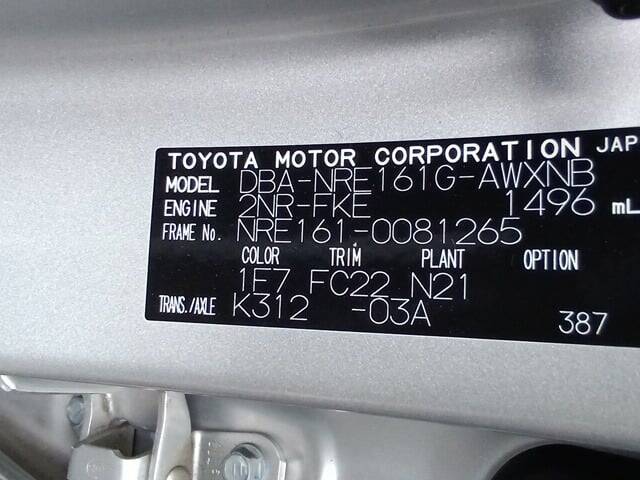 TOYOTA MOTOR CORPORATION JAP
MODEL DBA-NRE161G-AWXNB
ENGINE 2NR-FKE 1496 mL
FRAME No. NRE161-0081265
COLOR TRIM PLANT OPTION
1E7 FC22 N21
TRANS./AXLE K312 -03A 387